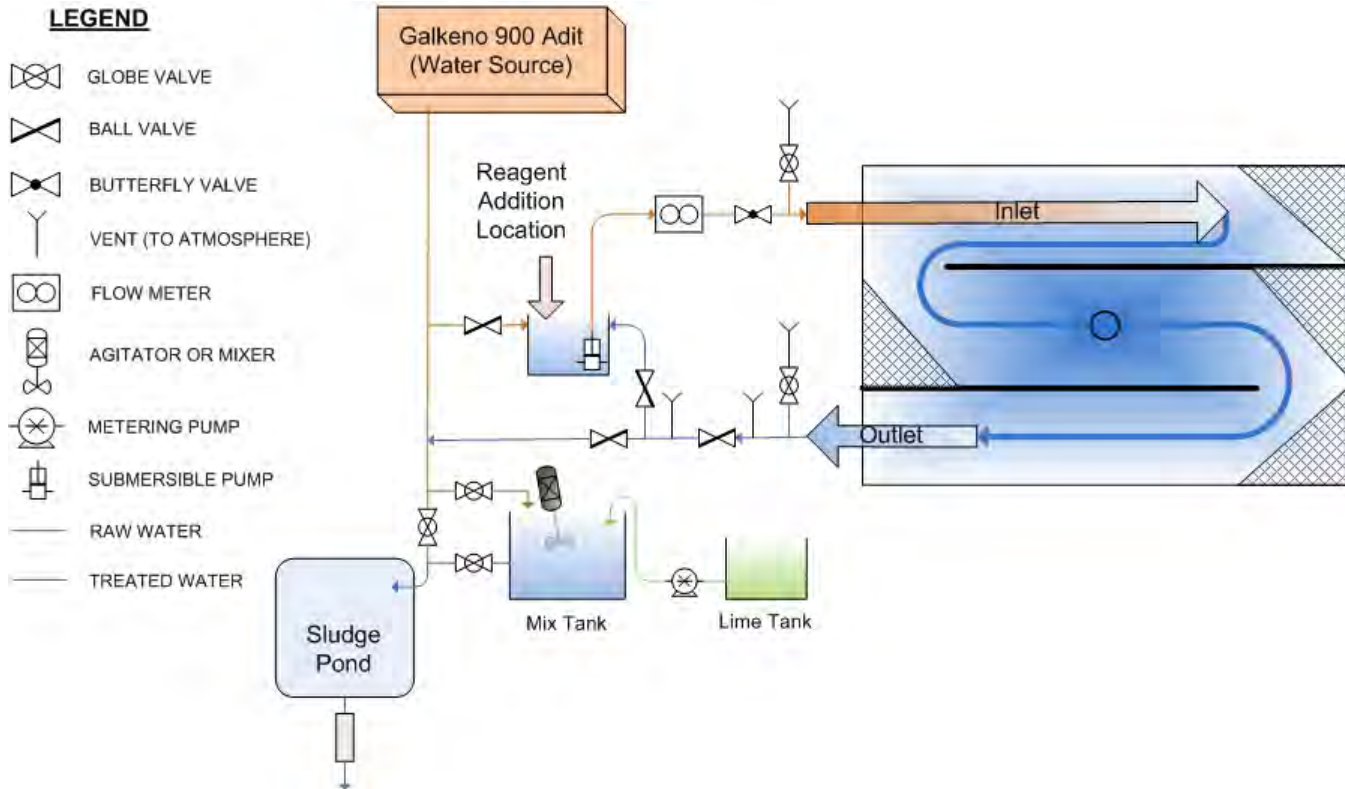 LEGEND
GLOBE VALVE
BALL VALVE
BUTTERFLY VALVE
VENT (TO ATMOSPHERE)
FLOW METER
AGITATOR OR MIXER
METERING PUMP
SUBMERSIBLE PUMP
RAW WATER
TREATED WATER
Galkeno 900 Adit
(Water Source)
Reagent
Addition
Location
Inlet
Outlet
Mix Tank
Lime Tank
Sludge
Pond